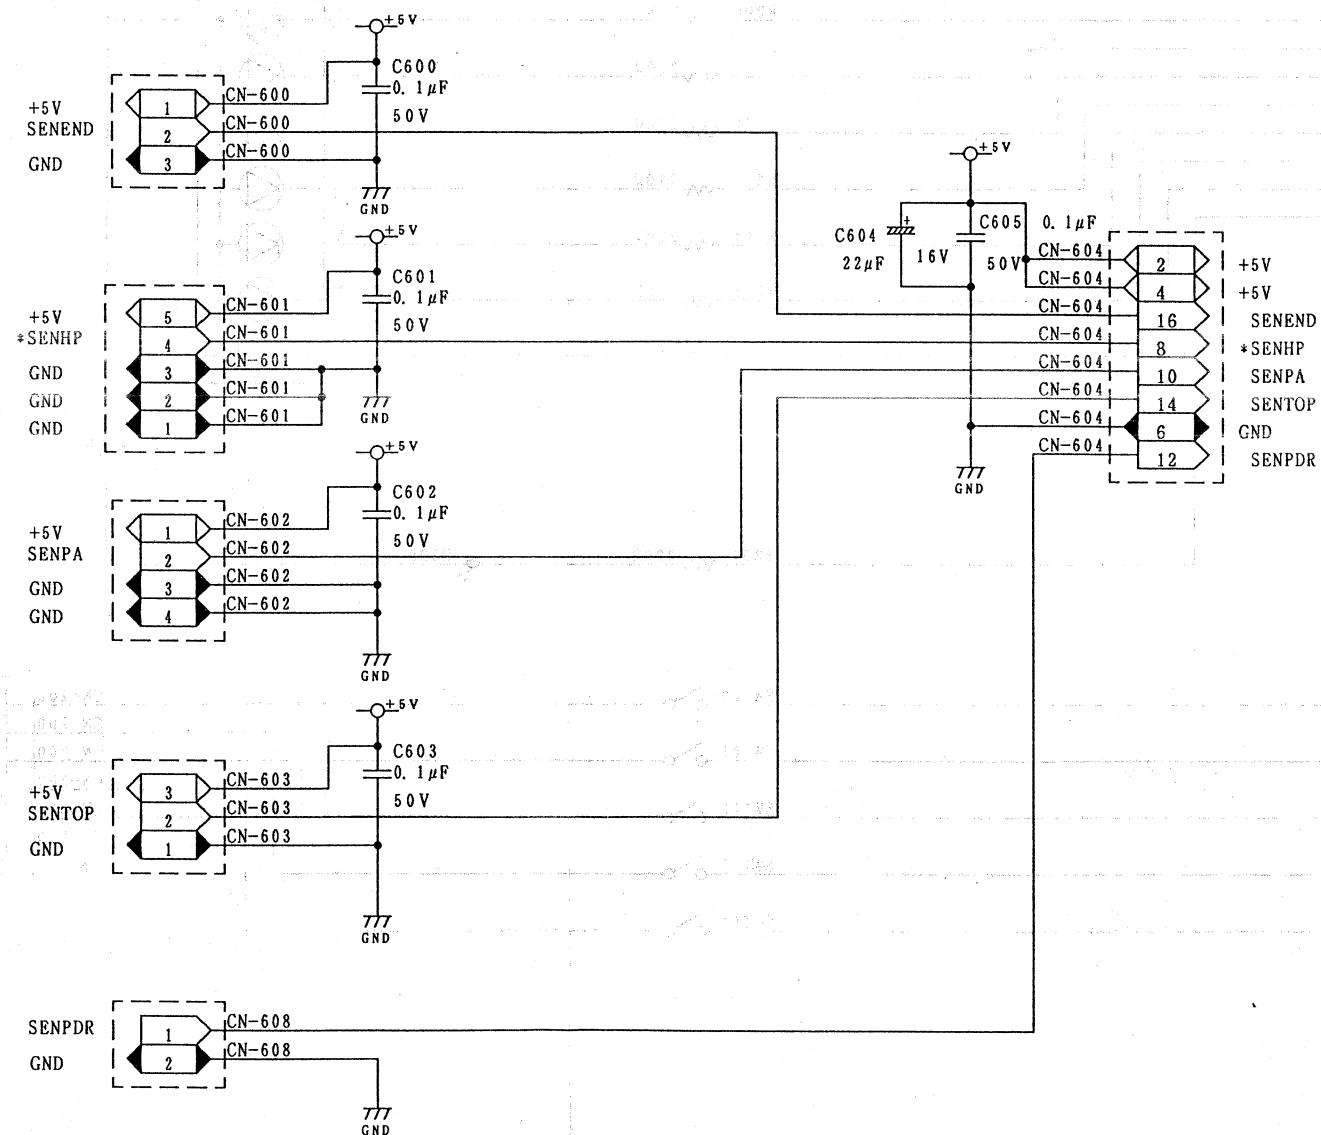 +5V
C600
0.1μF
50V
+5V
SENEND
GND
1
2
3
CN-600
CN-600
CN-600
GND
+5V
C601
0.1μF
50V
+5V
*SENHP
GND
GND
GND
5
4
3
2
1
CN-601
CN-601
CN-601
CN-601
CN-601
GND
+5V
C602
0.1μF
50V
+5V
SENPA
GND
GND
1
2
3
4
CN-602
CN-602
CN-602
CN-602
GND
+5V
C603
0.1μF
50V
+5V
SENTOP
GND
3
2
1
CN-603
CN-603
CN-603
GND
SENPDR
GND
1
2
CN-608
CN-608
GND
+5V
C604
22μF
+
16V
C605
0.1μF
50V
GND
CN-604
CN-604
CN-604
CN-604
CN-604
CN-604
CN-604
CN-604
2
4
16
8
10
14
6
12
+5V
+5V
SENEND
*SENHP
SENPA
SENTOP
GND
SENPDR